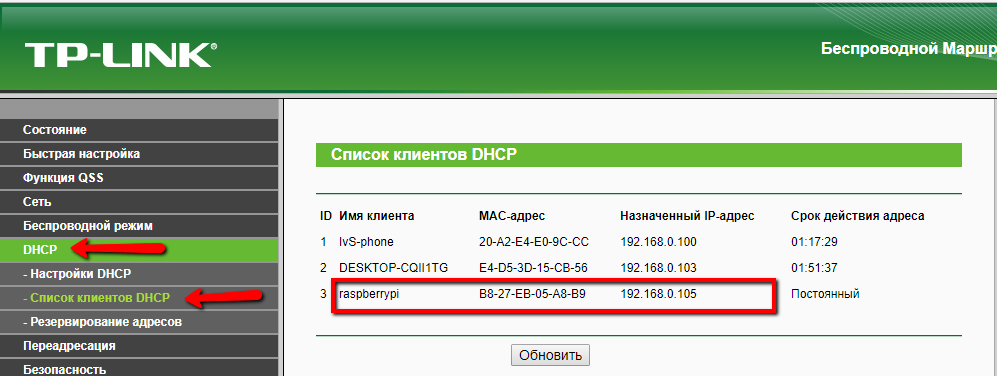 TP-LINK®
Беспроводной Маршр
Состояние
Быстрая настройка
Функция QSS
Сеть
Беспроводной режим
DHCP
- Настройки DHCP
- Список клиентов DHCP
- Резервирование адресов
Переадресация
Безопасность
Список клиентов DHCP
ID Имя клиента MAC-адрес Назначенный IP-адрес Срок действия адреса
1 IvS-phone 20-A2-E4-E0-9C-CC 192.168.0.100 01:17:29
2 DESKTOP-CQII1TG E4-D5-3D-15-CB-56 192.168.0.103 01:51:37
3 raspberrypi B8-27-EB-05-A8-B9 192.168.0.105 Постоянный
Обновить